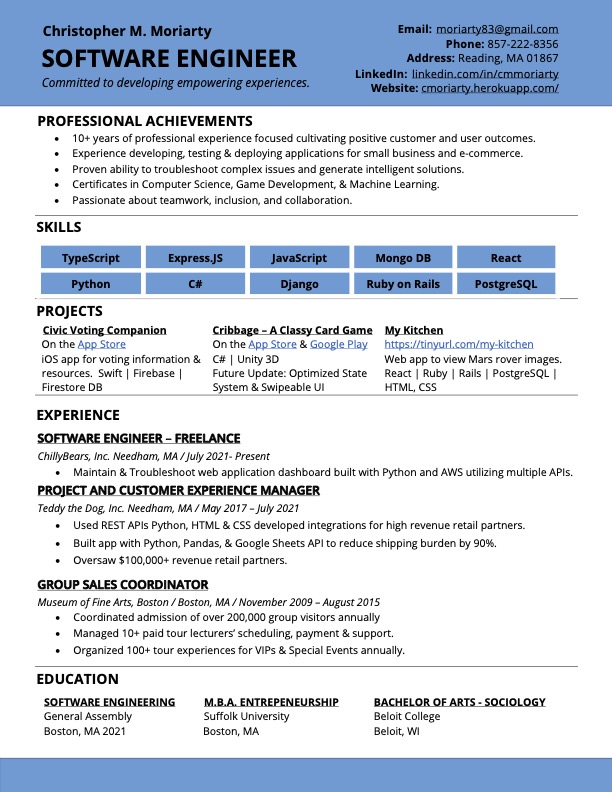 Christopher M. Moriarty
SOFTWARE ENGINEER
Committed to developing empowering experiences.
Email: moriarty83@gmail.com
Phone: 857-222-8356
Address: Reading, MA 01867
LinkedIn: linkedin.com/in/cmmoriarty
Website: cmoriarty.herokuapp.com/
PROFESSIONAL ACHIEVEMENTS
• 10+ years of professional experience focused cultivating positive customer and user outcomes.
• Experience developing, testing & deploying applications for small business and e-commerce.
• Proven ability to troubleshoot complex issues and generate intelligent solutions.
• Certificates in Computer Science, Game Development, & Machine Learning.
• Passionate about teamwork, inclusion, and collaboration.
SKILLS
TypeScript Express.JS JavaScript Mongo DB React
Python C# Django Ruby on Rails PostgreSQL
PROJECTS
Civic Voting Companion
On the App Store
iOS app for voting information &
resources. Swift | Firebase |
Firestore DB
Cribbage – A Classy Card Game
On the App Store & Google Play
C# | Unity 3D
Future Update: Optimized State
System & Swipeable UI
My Kitchen
https://tinyurl.com/my-kitchen
Web app to view Mars rover images.
React | Ruby | Rails | PostgreSQL |
HTML, CSS
EXPERIENCE
SOFTWARE ENGINEER – FREELANCE
ChillyBears, Inc. Needham, MA / July 2021- Present
• Maintain & Troubleshoot web application dashboard built with Python and AWS utilizing multiple APIs.
PROJECT AND CUSTOMER EXPERIENCE MANAGER
Teddy the Dog, Inc. Needham, MA / May 2017 – July 2021
• Used REST APIs Python, HTML & CSS developed integrations for high revenue retail partners.
• Built app with Python, Pandas, & Google Sheets API to reduce shipping burden by 90%.
• Oversaw $100,000+ revenue retail partners.
GROUP SALES COORDINATOR
Museum of Fine Arts, Boston / Boston, MA / November 2009 – August 2015
• Coordinated admission of over 200,000 group visitors annually
• Managed 10+ paid tour lecturers’ scheduling, payment & support.
• Organized 100+ tour experiences for VIPs & Special Events annually.
EDUCATION
SOFTWARE ENGINEERING
General Assembly
Boston, MA 2021
M.B.A. ENTREPENEURSHIP
Suffolk University
Boston, MA
BACHELOR OF ARTS - SOCIOLOGY
Beloit College
Beloit, WI